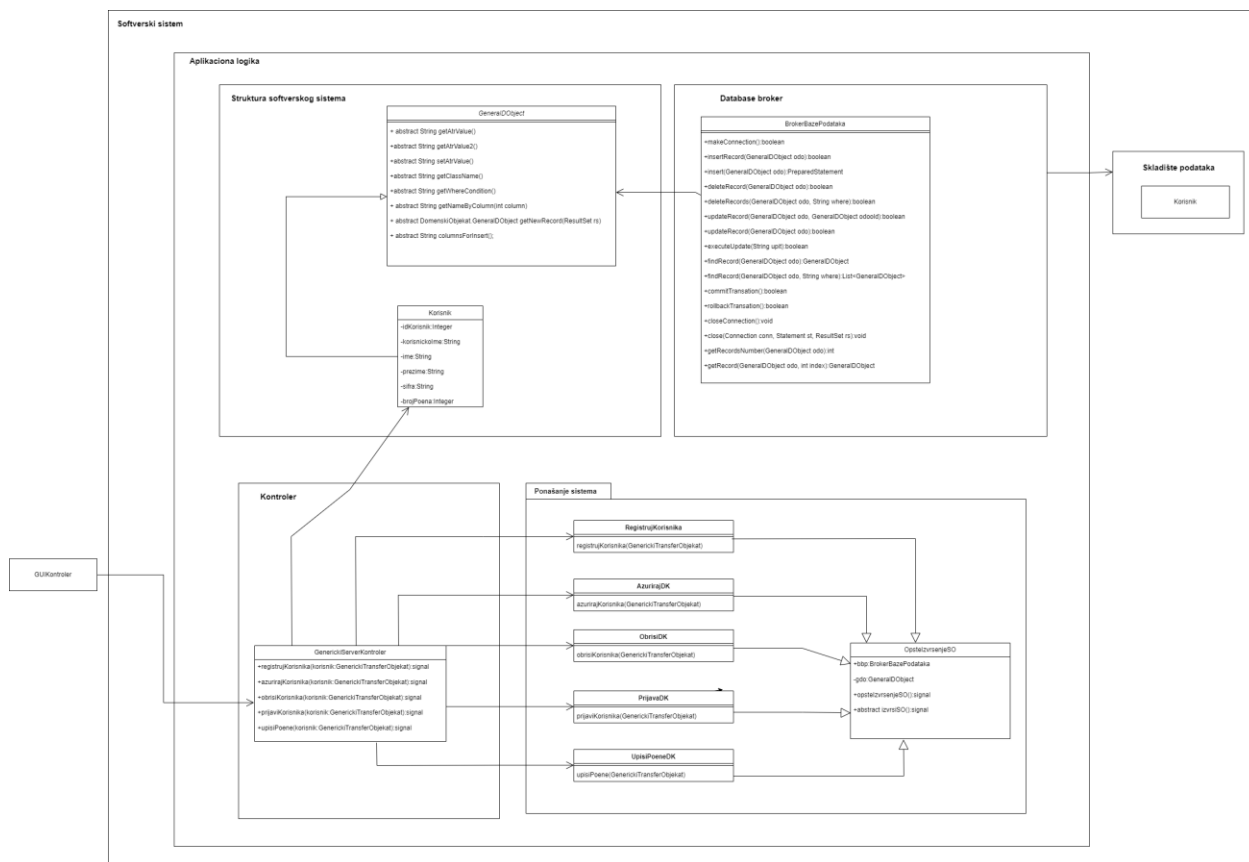 Softverski sistem
Aplikaciona logika
Struktura softverskog sistema
GeneralDObject
+ abstract String getAtrValue()
+abstract String getAtrValue2()
+abstract String setAtrValue()
+abstract String getClassName()
+abstract String getWhereCondition()
+abstract String getNameByColumn(int column)
+ abstract DomenskiObjekat.GeneralDObject getNewRecord(ResultSet rs)
+ abstract String columnsForInsert();
Korisnik
-idKorisnik:Integer
-korisnickoIme:String
-ime:String
-prezime:String
-sifra:String
-brojPoena:Integer
Database broker
BrokerBazePodataka
+makeConnection():boolean
+insertRecord(GeneralDObject odo):boolean
+insert(GeneralDObject odo):PreparedStatement
+deleteRecord(GeneralDObject odo):boolean
+deleteRecords(GeneralDObject odo, String where):boolean
+updateRecord(GeneralDObject odo, GeneralDObject odoold):boolean
+updateRecord(GeneralDObject odo):boolean
+executeUpdate(String upit):boolean
+findRecord(GeneralDObject odo):GeneralDObject
+findRecord(GeneralDObject odo, String where):List<GeneralDObject>
+commitTransation():boolean
+rollbackTransation():boolean
+closeConnection():void
+close(Connection conn, Statement st, ResultSet rs):void
+getRecordsNumber(GeneralDObject odo):int
+getRecord(GeneralDObject odo, int index):GeneralDObject
Skladište podataka
Korisnik
GUIKontroler
Kontroler
GenerickiServerKontroler
+registrujKorisnika(korisnik:GenerickiTransferObjekat):signal
+azurirajKorisnika(korisnik:GenerickiTransferObjekat):signal
+obrisiKorisnika(korisnik:GenerickiTransferObjekat):signal
+prijaviKorisnika(korisnik:GenerickiTransferObjekat):signal
+upisiPoene(korisnik:GenerickiTransferObjekat):signal
Ponašanje sistema
RegistrujKorisnika
registrujKorisnika(GenerickiTransferObjekat)
AzurirajDK
azurirajKorisnika(GenerickiTransferObjekat)
ObrisiDK
obrisiKorisnika(GenerickiTransferObjekat)
PrijavaDK
prijaviKorisnika(GenerickiTransferObjekat)
UpisiPoeneDK
upisiPoene(GenerickiTransferObjekat)
OpsteIzvrsenjeSO
+bbp:BrokerBazePodataka
-gdo:GeneralDObject
-opsteIzvrsenjeSO():signal
+abstract izvrsiSO():signal